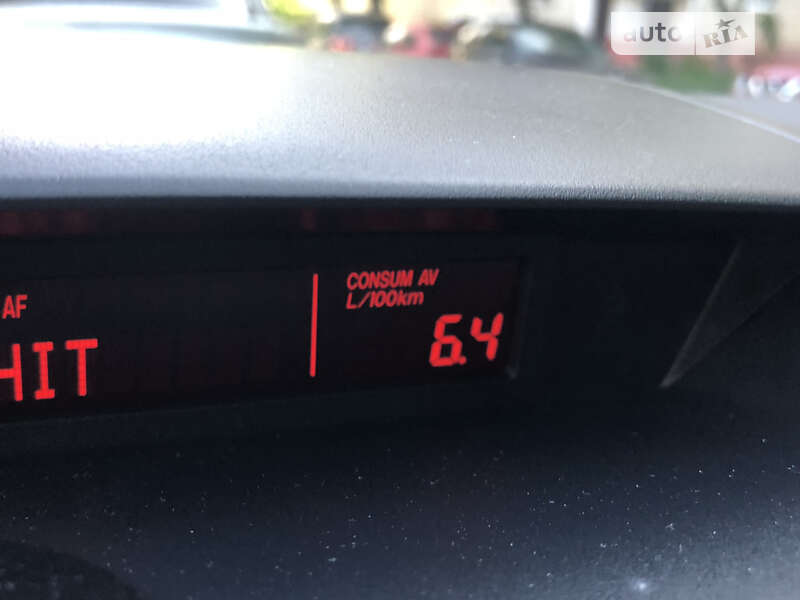 auto RIA
AF
HIT
CONSUM AV
L/100km
6.4